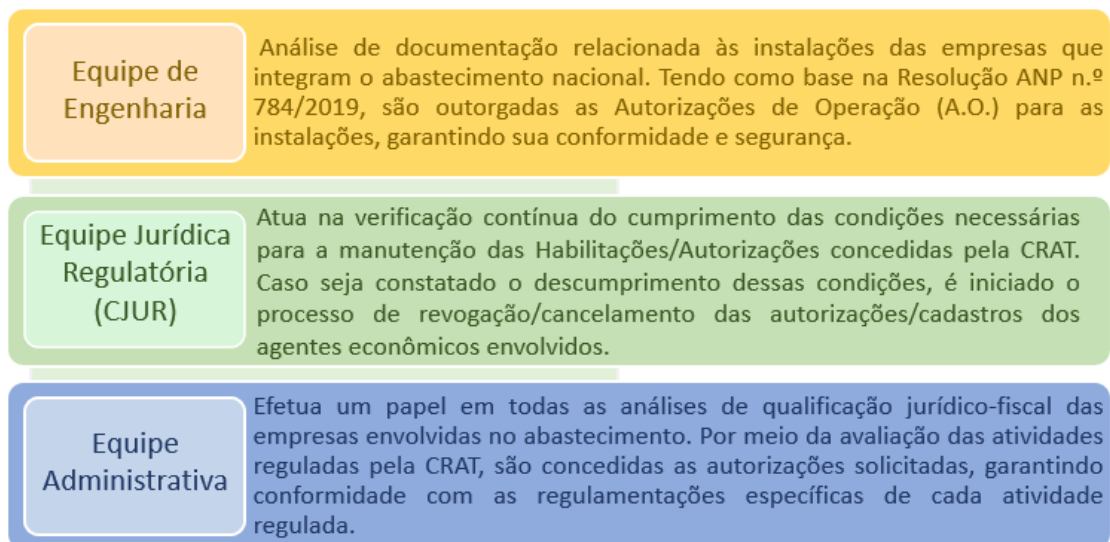 Equipe de
Engenharia
Análise de documentação relacionada às instalações das empresas que
integram o abastecimento nacional. Tendo como base na Resolução ANP n.º
784/2019, são outorgadas as Autorizações de Operação (A.O.) para as
instalações, garantindo sua conformidade e segurança.
Equipe Jurídica
Regulatória
(CJUR)
Atua na verificação contínua do cumprimento das condições necessárias
para a manutenção das Habilitações/Autorizações concedidas pela CRAT.
Caso seja constatado o descumprimento dessas condições, é iniciado o
processo de revogação/cancelamento das autorizações/cadastros dos
agentes econômicos envolvidos.
Equipe
Administrativa
Efetua um papel em todas as análises de qualificação jurídico-fiscal das
empresas envolvidas no abastecimento. Por meio da avaliação das atividades
reguladas pela CRAT, são concedidas as autorizações solicitadas, garantindo
conformidade com as regulamentações específicas de cada atividade
regulada.